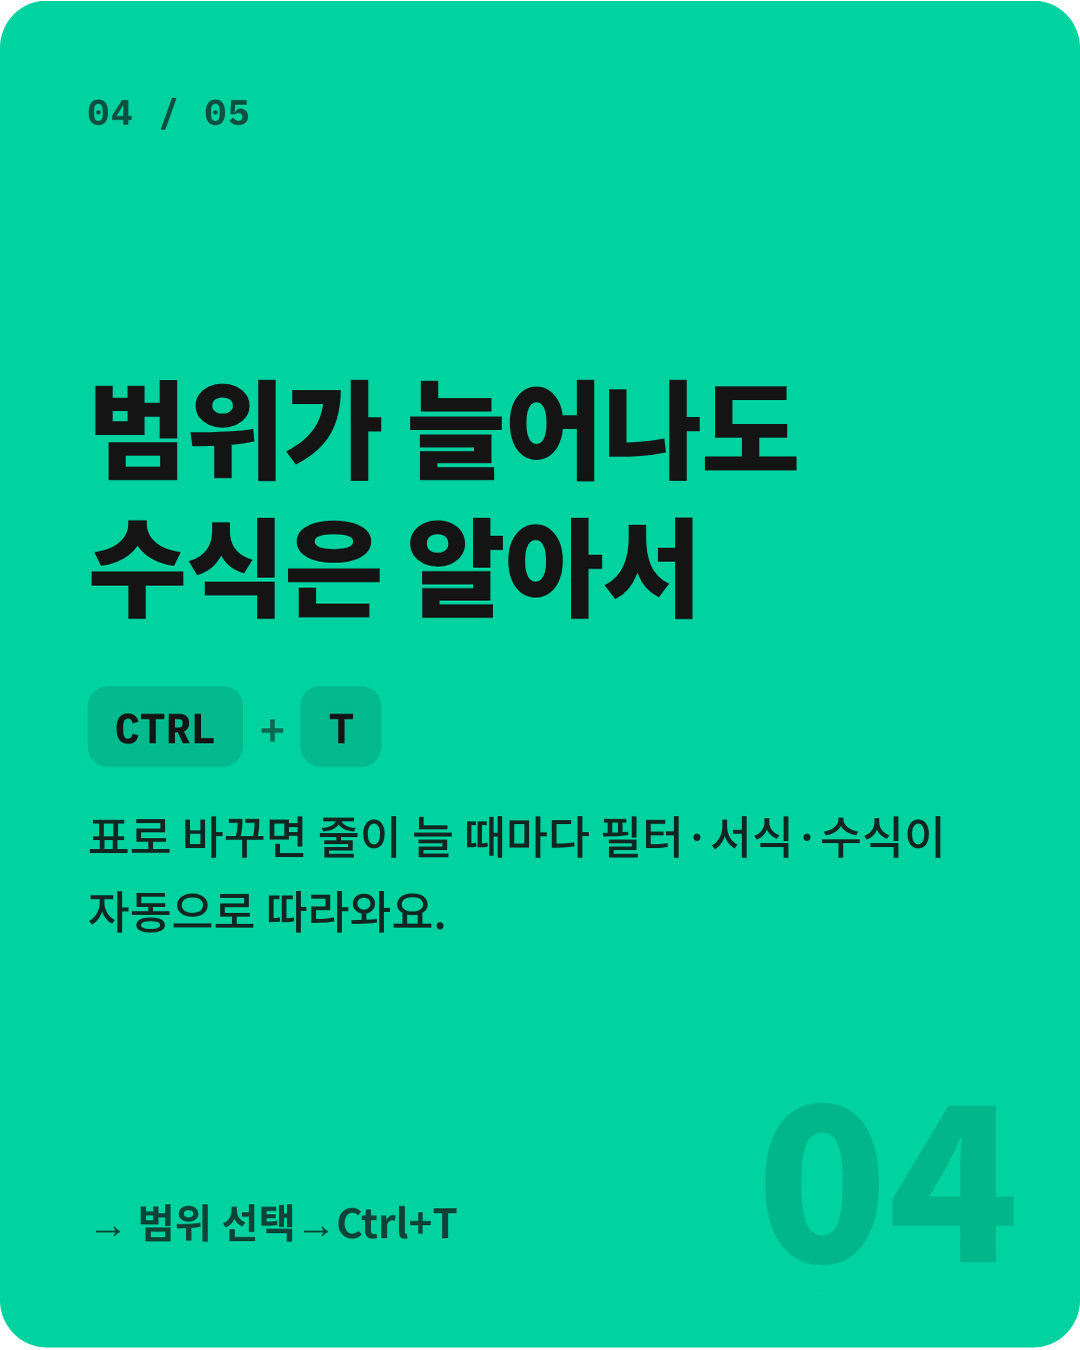 04 / 05
범위가 늘어나도
수식은 알아서
CTRL + T
표로 바꾸면 줄이 늘 때마다 필터·서식·수식이
자동으로 따라와요.
→ 범위 선택→Ctrl+T
04